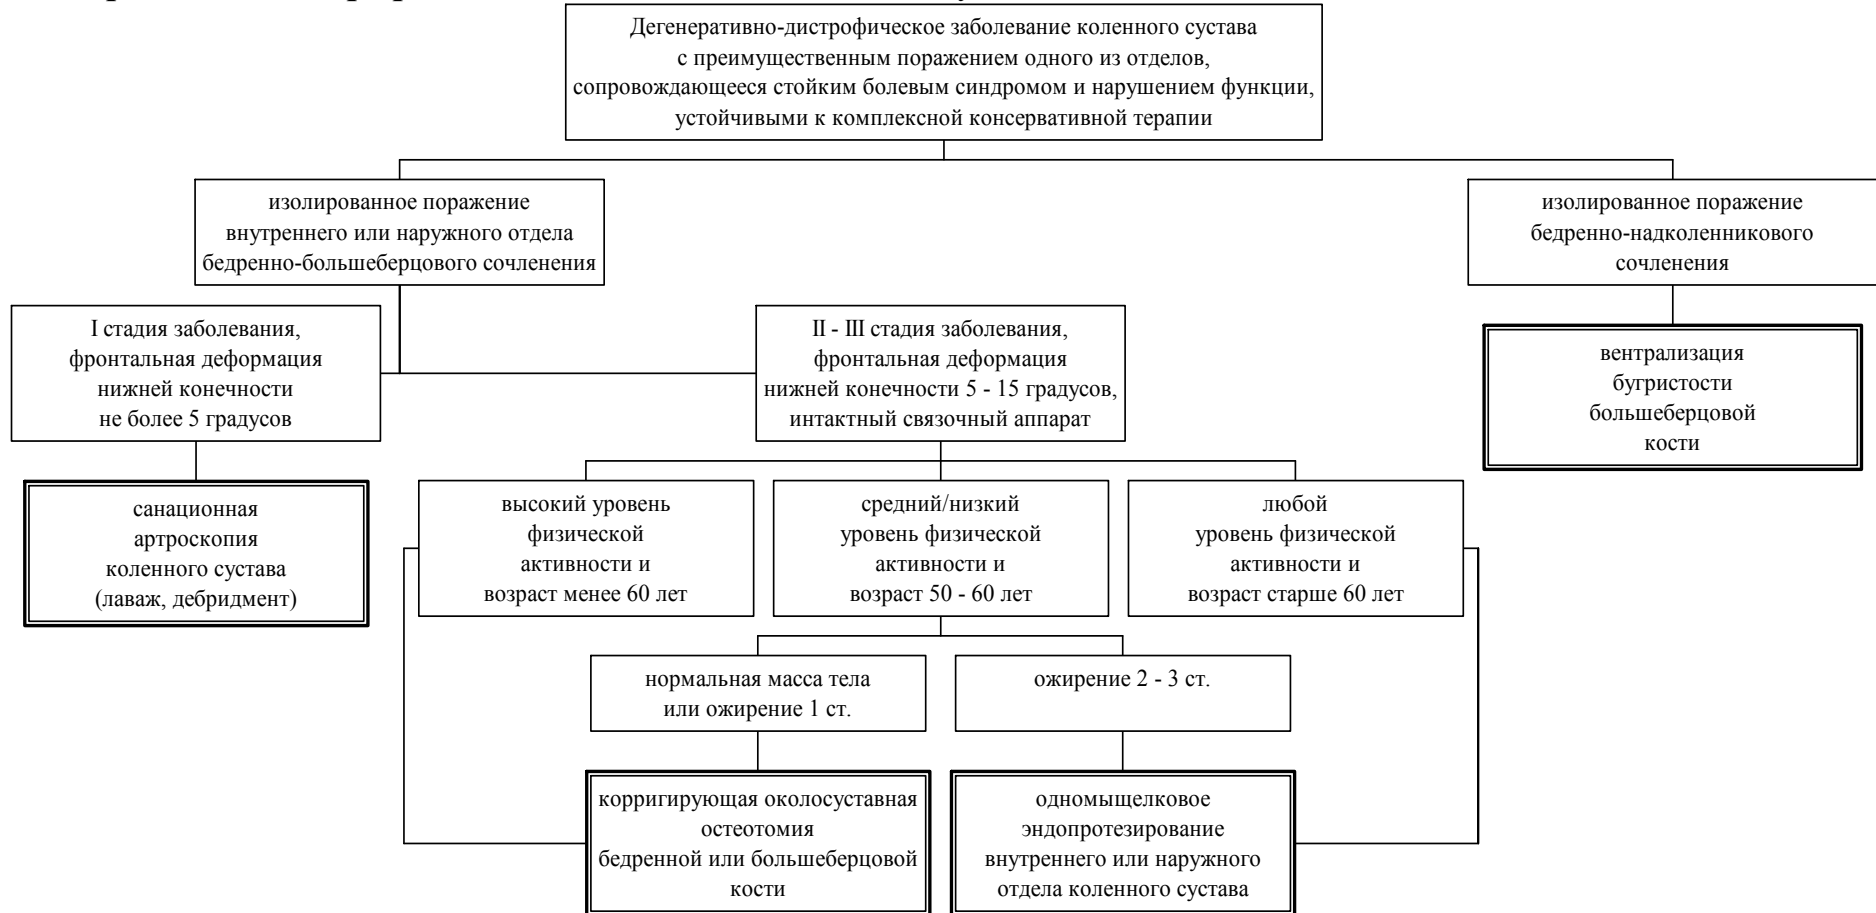 Дегенеративно-дистрофическое заболевание коленного сустава
с преимущественным поражением одного из отделов,
сопровождающееся стойким болевым синдромом и нарушением функции,
устойчивыми к комплексной консервативной терапии
изолированное поражение
внутреннего или наружного отдела
бедренно-большеберцового сочленения
изолированное поражение
бедренно-надколенникового
сочленения
I стадия заболевания,
фронтальная деформация
нижней конечности
не более 5 градусов
II - III стадия заболевания,
фронтальная деформация
нижней конечности 5 - 15 градусов,
интактный связочный аппарат
вентрализация
бугристости
большеберцовой
кости
санационная
артроскопия
коленного сустава
(лаваж, дебридмент)
высокий уровень
физической
активности и
возраст менее 60 лет
средний/низкий
уровень физической
активности и
возраст 50 - 60 лет
любой
уровень физической
активности и
возраст старше 60 лет
нормальная масса тела
или ожирение 1 ст.
ожирение 2 - 3 ст.
корригирующая околосуставная
остеотомия
бедренной или большеберцовой
кости
одномыщелковое
эндопротезирование
внутреннего или наружного
отдела коленного сустава